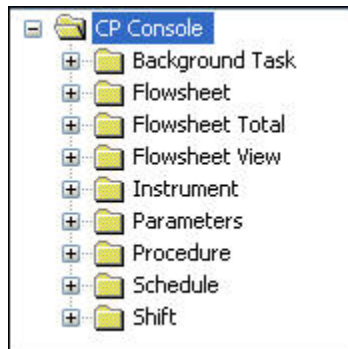 CP Console
Background Task
Flowsheet
Flowsheet Total
Flowsheet View
Instrument
Parameters
Procedure
Schedule
Shift